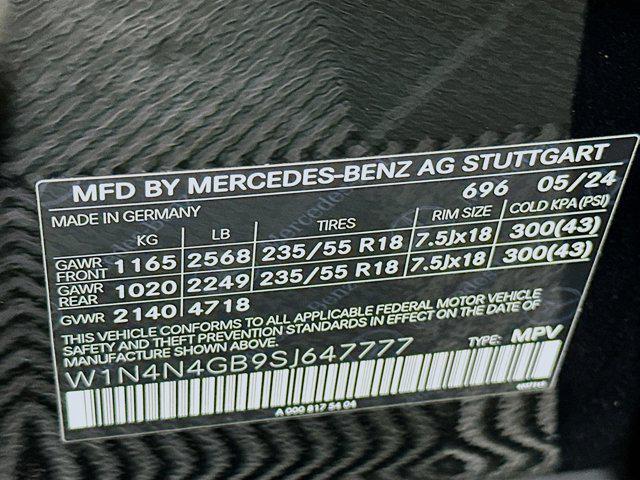 MFD BY MERCEDES-BENZ AG STUTTGART
MADE IN GERMANY 696 05/24
KG LB TIRES RIM SIZE COLD KPA(PSI)
GAWR FRONT 1165 2568 235/55 R18 7.5Jx18 300(43)
GAWR REAR 1020 2249 235/55 R18 7.5Jx18 300(43)
GVWR 2140 4718
THIS VEHICLE CONFORMS TO ALL APPLICABLE FEDERAL MOTOR VEHICLE
SAFETY AND THEFT PREVENTION STANDARDS IN EFFECT ON THE DATE OF
MANUFACTURE SHOWN ABOVE.
W1N4N4GB9SJ647777 TYPE: MPV
A 000 817 54 04